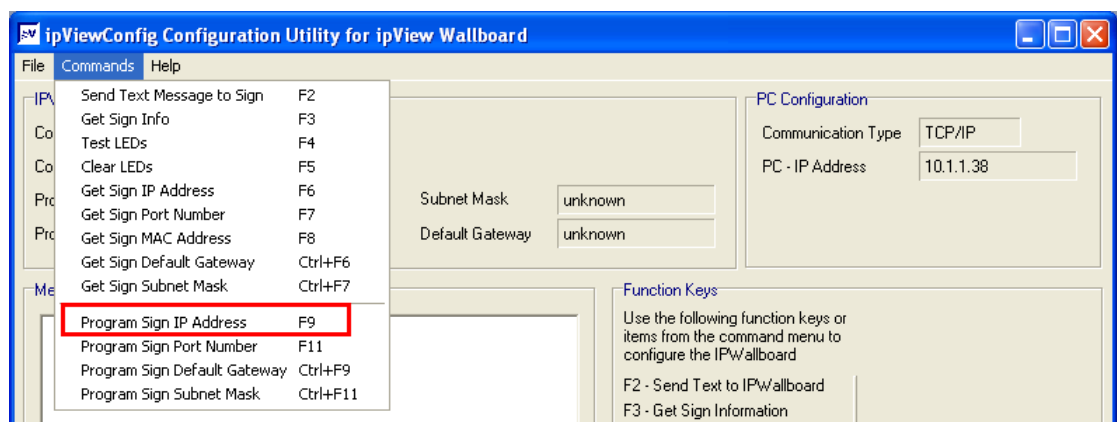 ipViewConfig Configuration Utility for ipView Wallboard
File Commands Help
Send Text Message to Sign F2
Get Sign Info F3
Test LEDs F4
Clear LEDs F5
Get Sign IP Address F6
Get Sign Port Number F7
Get Sign MAC Address F8
Get Sign Default Gateway Ctrl+F6
Get Sign Subnet Mask Ctrl+F7
Program Sign IP Address F9
Program Sign Port Number F11
Program Sign Default Gateway Ctrl+F9
Program Sign Subnet Mask Ctrl+F11
Subnet Mask unknown
Default Gateway unknown
PC Configuration
Communication Type TCP/IP
PC - IP Address 10.1.1.38
Function Keys
Use the following function keys or
items from the command menu to
configure the IPWallboard
F2 - Send Text to IPWallboard
F3 - Get Sign Information